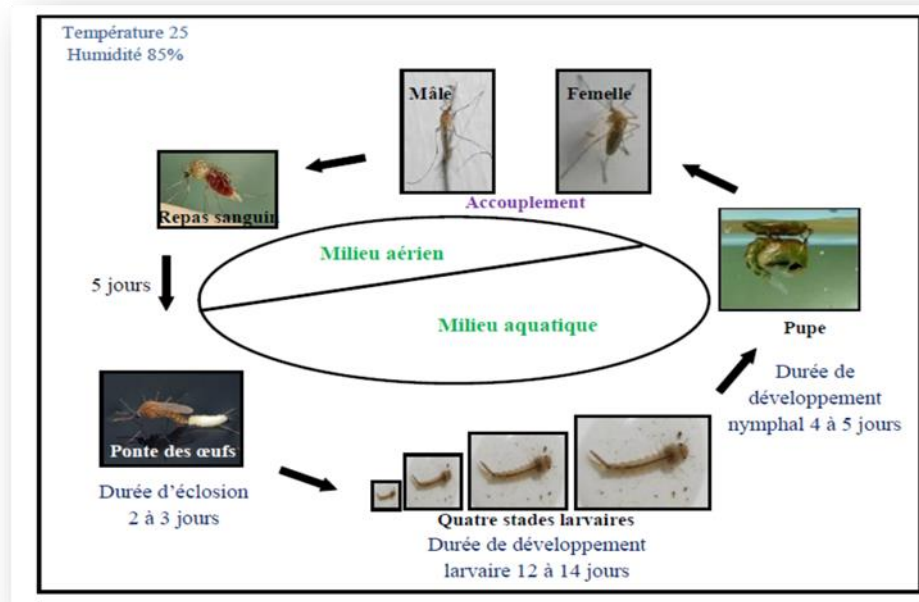 Température 25
Humidité 85%
Mâle
Femelle
Accouplement
Repas sanguin
Milieu aérien
5 jours
Milieu aquatique
Pupe
Durée de
développement
nymphal 4 à 5 jours
Ponte des œufs
Durée d’éclosion
2 à 3 jours
Quatre stades larvaires
Durée de développement
larvaire 12 à 14 jours